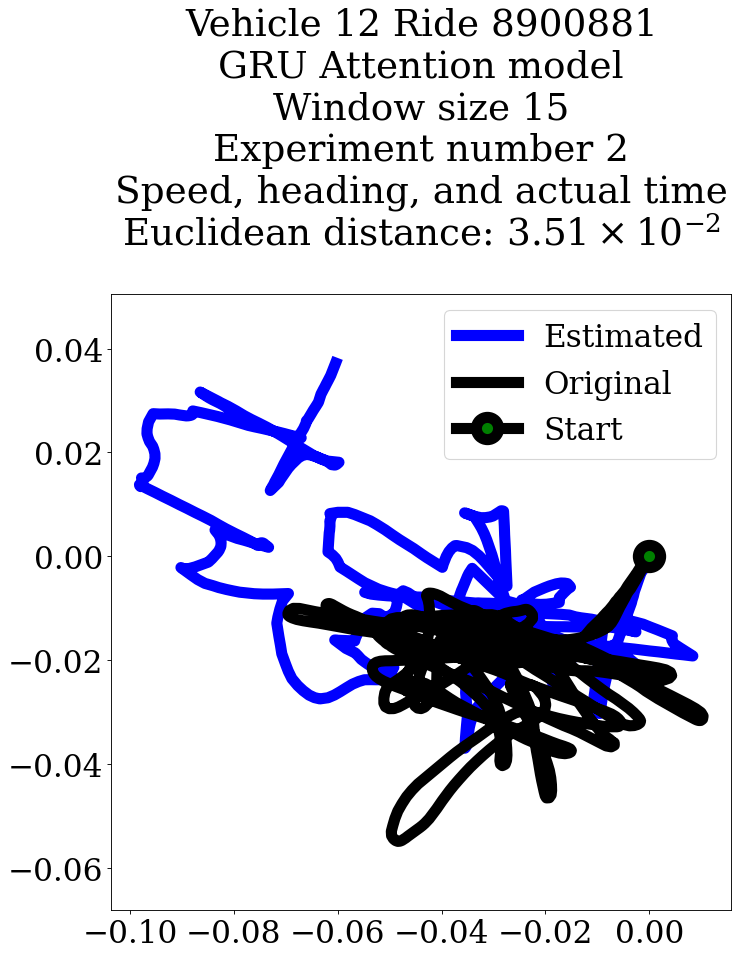 Vehicle 12 Ride 8900881
GRU Attention model
Window size 15
Experiment number 2
Speed, heading, and actual time
Euclidean distance: 3.51 × 10⁻²
Estimated
Original
Start
0.04
0.02
0.00
−0.02
−0.04
−0.06
−0.10 −0.08 −0.06 −0.04 −0.02 0.00